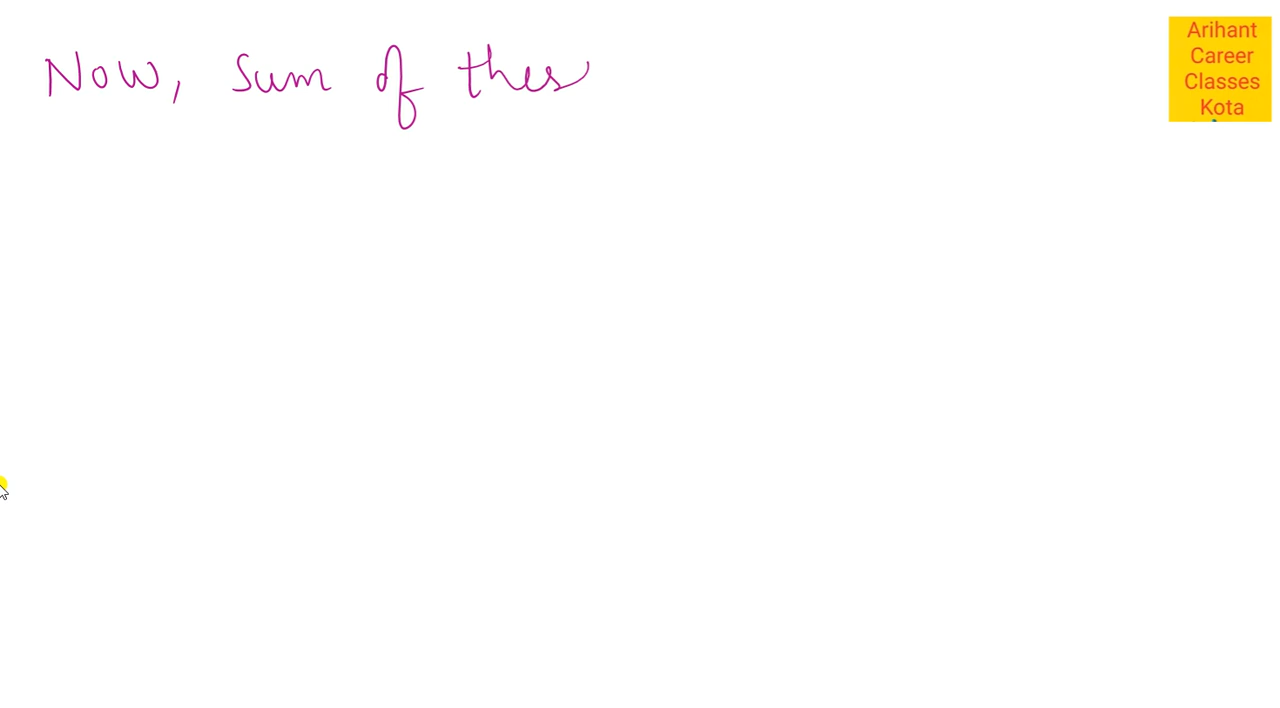 Now, Sum of thes
Arihant
Career
Classes
Kota